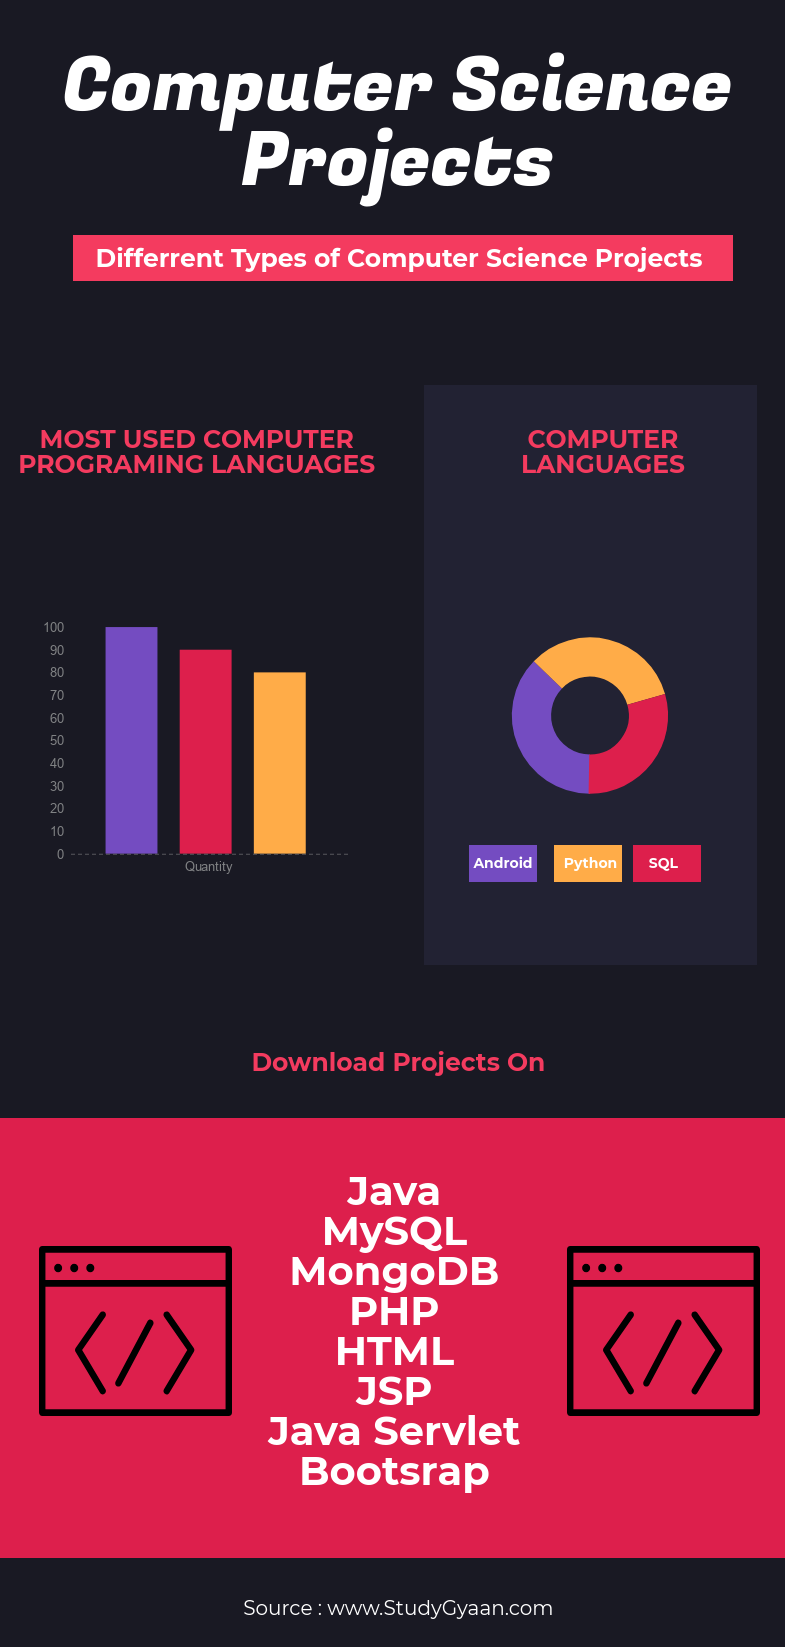 Computer Science
Projects
Differrent Types of Computer Science Projects
MOST USED COMPUTER
PROGRAMING LANGUAGES
100
90
80
70
60
50
40
30
20
10
0
Quantity
COMPUTER
LANGUAGES
Android
Python
SQL
Download Projects On
Java
MySQL
MongoDB
PHP
HTML
JSP
Java Servlet
Bootsrap
Source : www.StudyGyaan.com